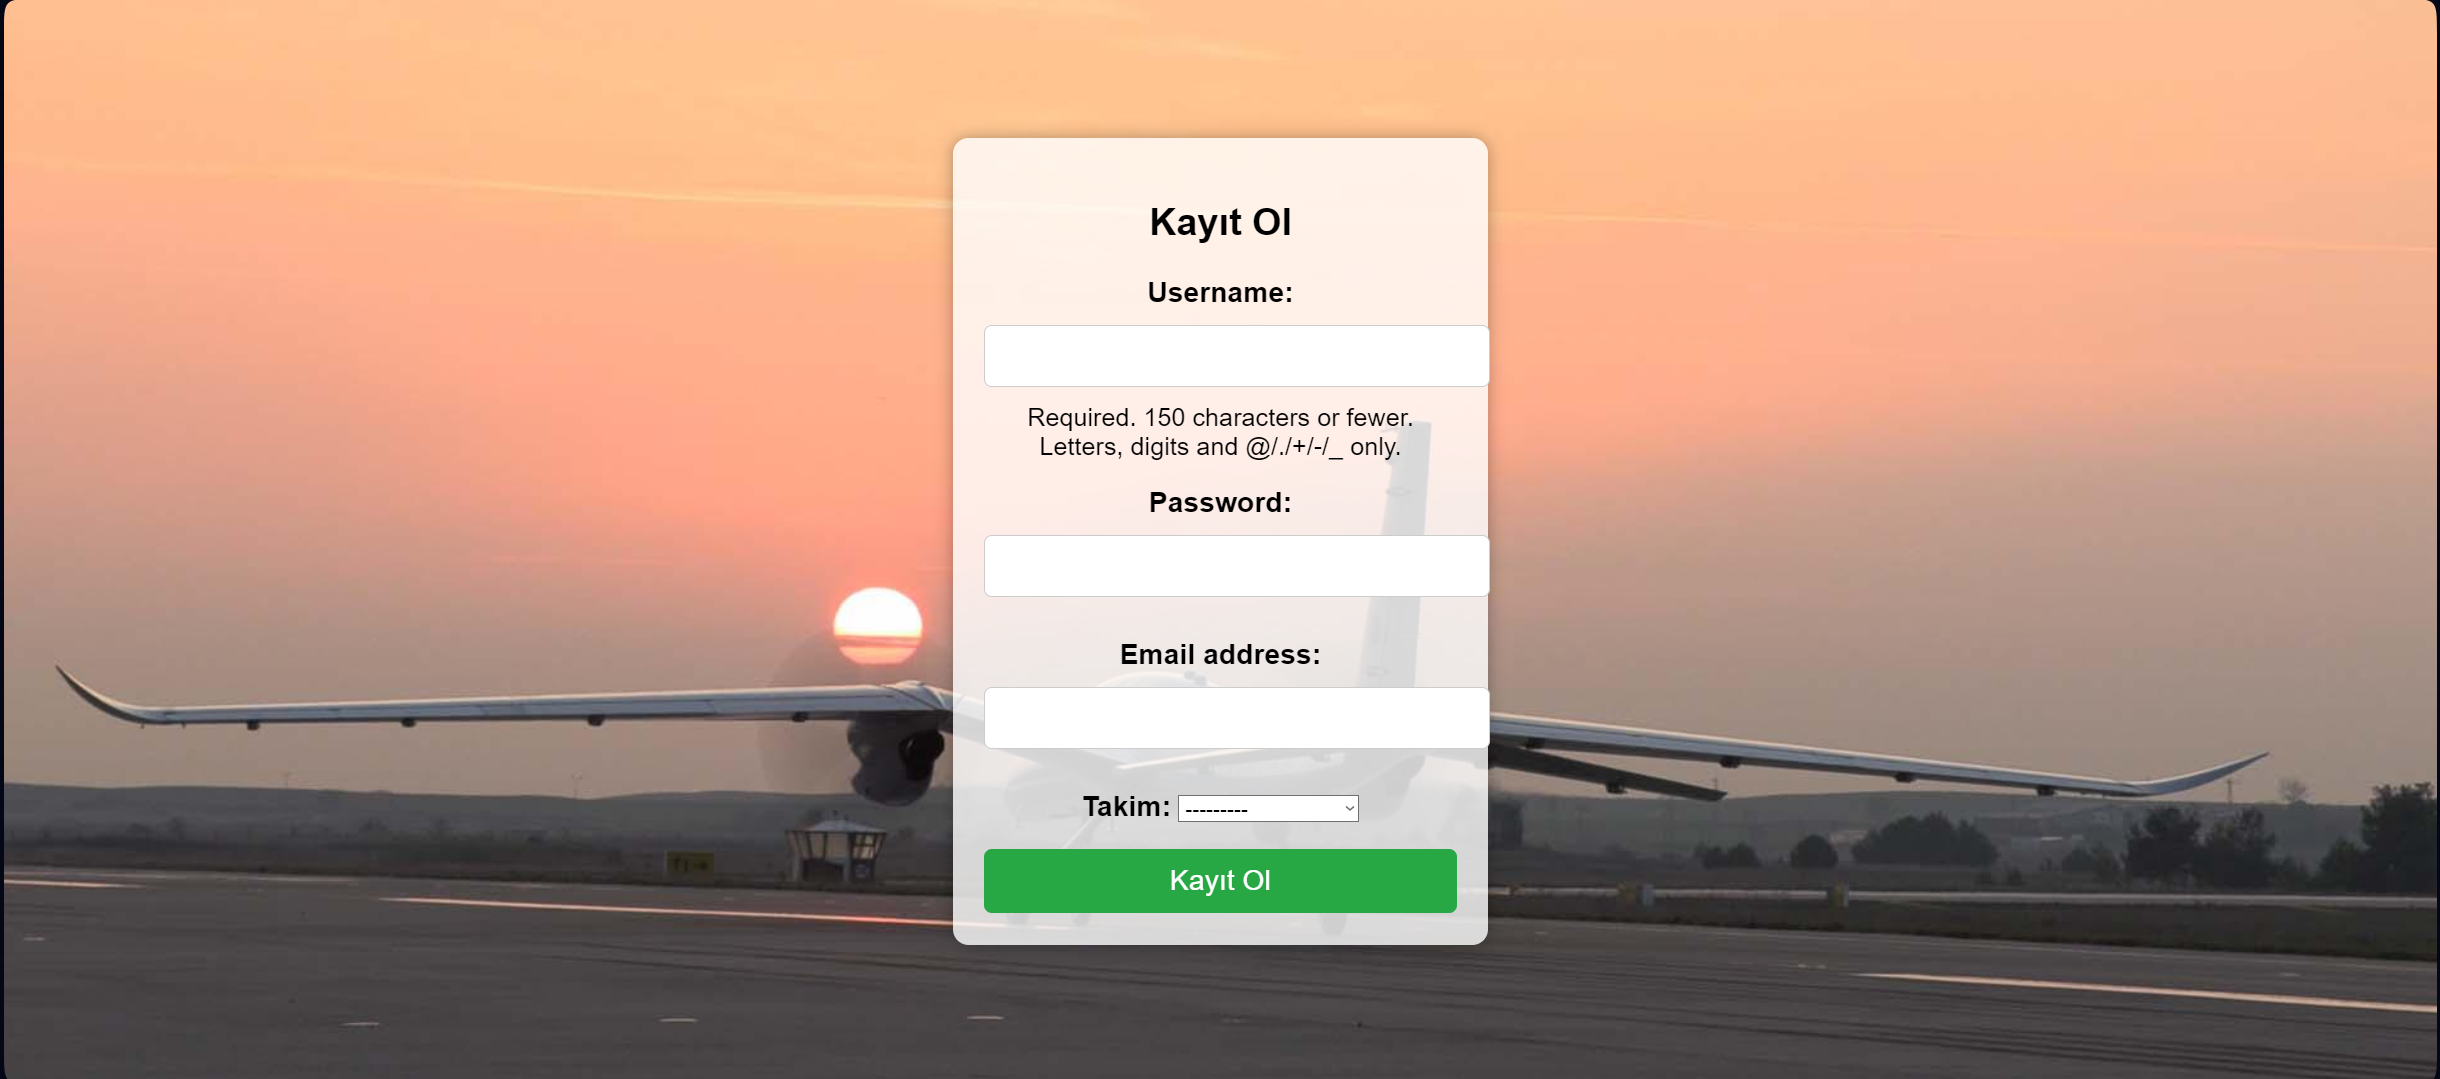 Kayıt Ol
Username:
Required. 150 characters or fewer.
Letters, digits and @/./+/-/_ only.
Password:
Email address:
Takim: ---------
Kayıt Ol